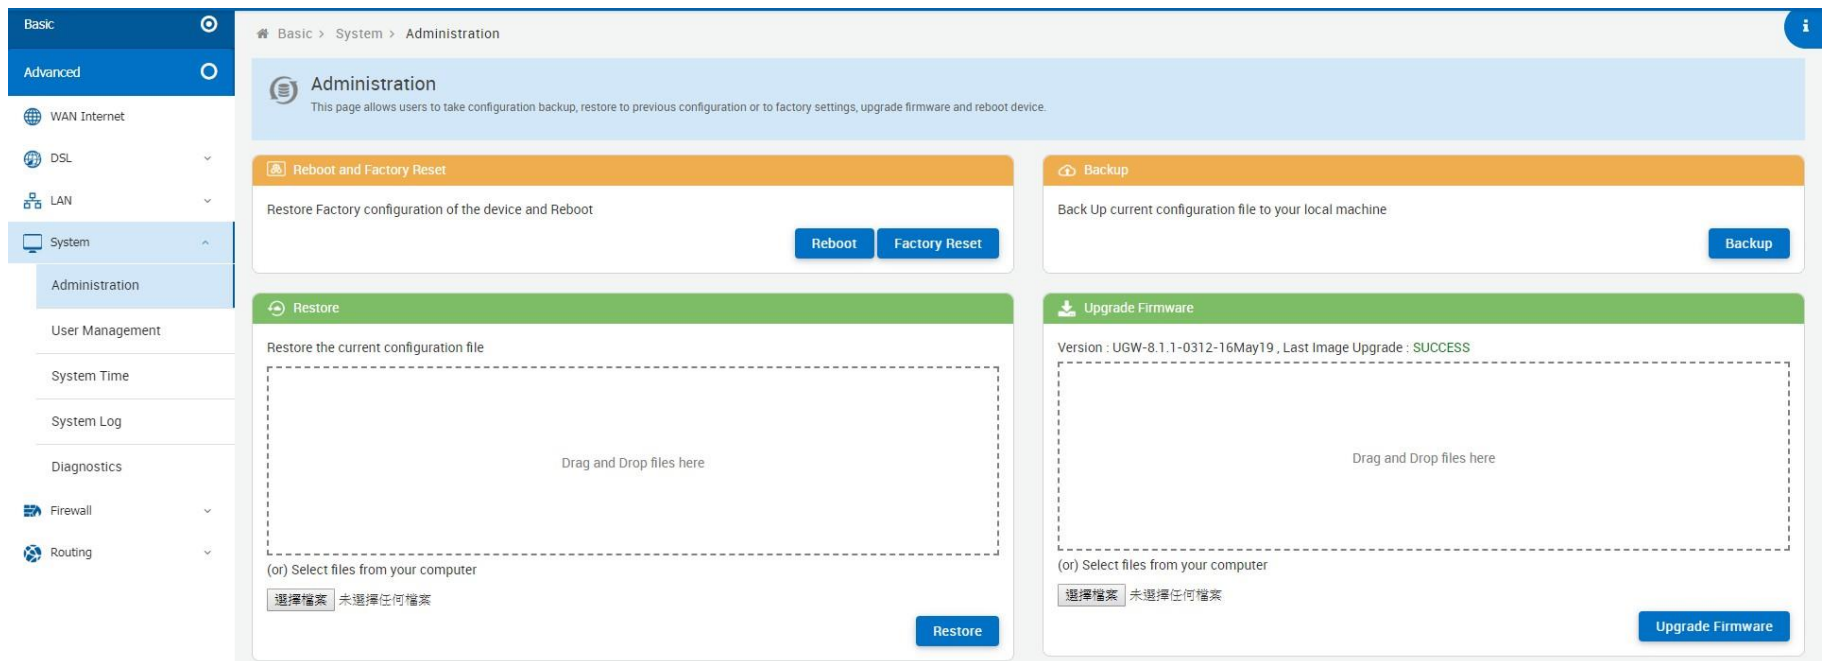 Basic
Advanced
WAN Internet
DSL
LAN
System
Administration
User Management
System Time
System Log
Diagnostics
Firewall
Routing
Basic > System > Administration
i
Administration
This page allows users to take configuration backup, restore to previous configuration or to factory settings, upgrade firmware and reboot device.
Reboot and Factory Reset
Restore Factory configuration of the device and Reboot
Reboot Factory Reset
Backup
Back Up current configuration file to your local machine
Backup
Restore
Restore the current configuration file
Drag and Drop files here
(or) Select files from your computer
選擇檔案 未選擇任何檔案
Restore
Upgrade Firmware
Version : UGW-8.1.1-0312-16May19 , Last Image Upgrade : SUCCESS
Drag and Drop files here
(or) Select files from your computer
選擇檔案 未選擇任何檔案
Upgrade Firmware